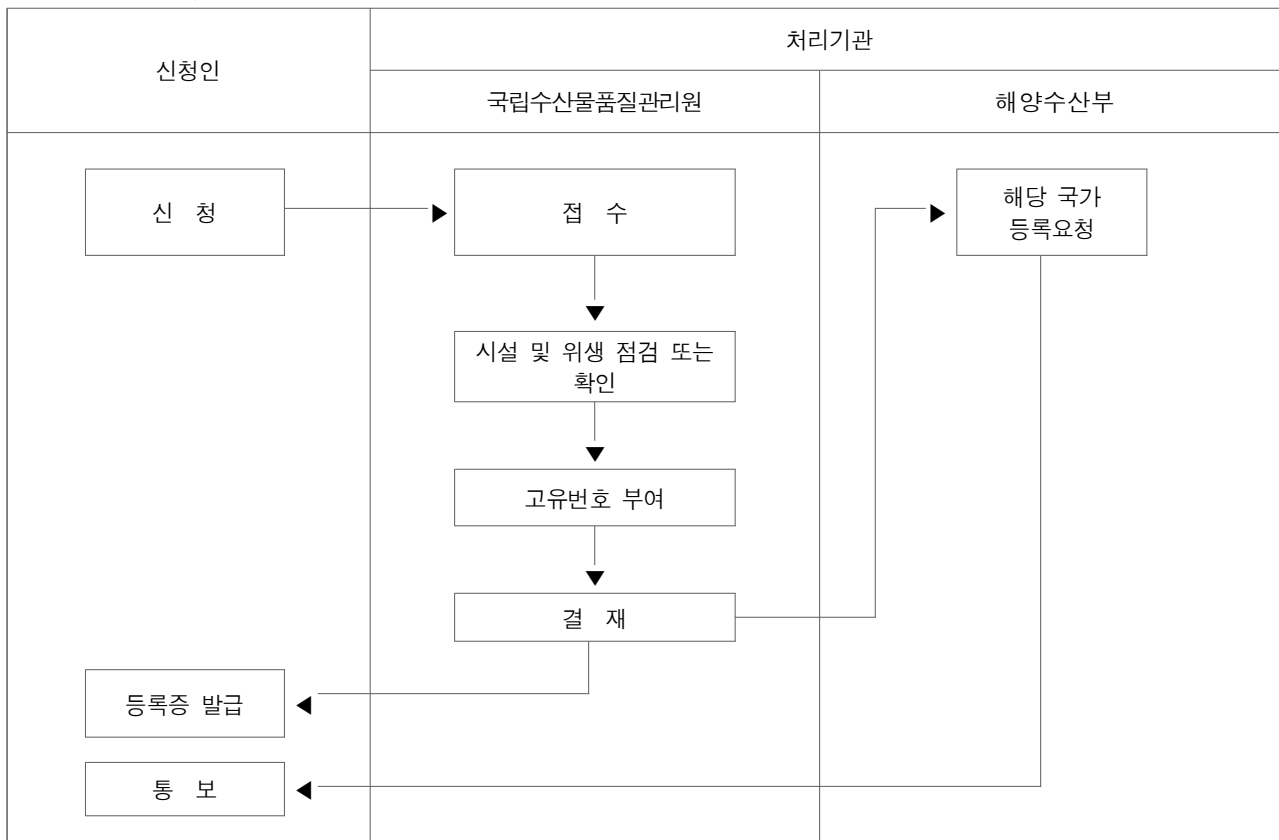 신청인
처리기관
국립수산물품질관리원
해양수산부
신 청
접 수
해당 국가
등록요청
시설 및 위생 점검 또는
확인
고유번호 부여
결 재
등록증 발급
통 보